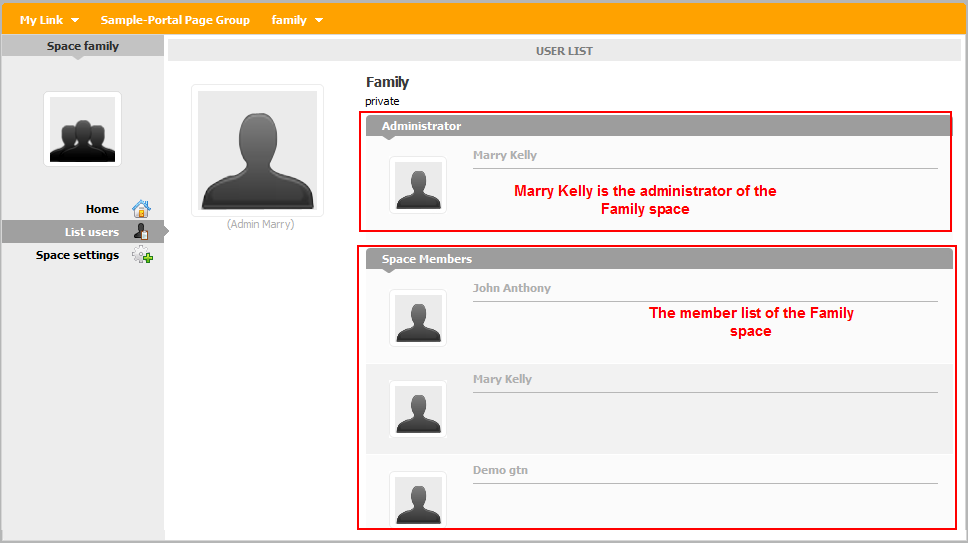 My Link Sample-Portal Page Group family
Space family
USER LIST
Family
private
(Admin Marry)
Home
List users
Space settings
Administrator
Marry Kelly
Marry Kelly is the administrator of the
Family space
Space Members
John Anthony
The member list of the Family
space
Mary Kelly
Demo gtn